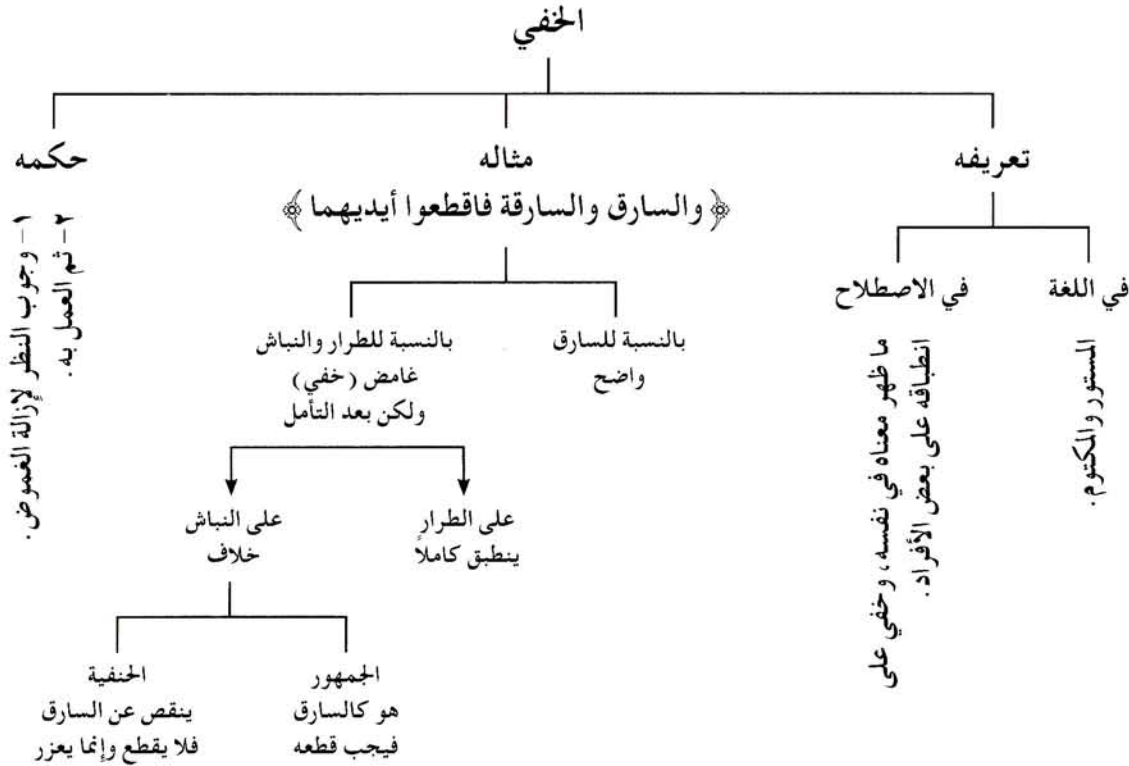 الخفي
تعريفه
في اللغة
المستور والمكتوم.
في الاصطلاح
ما ظهر معناه في نفسه، وخفي على
انطباقه على بعض الأفراد.
مثاله
﴿ والسارق والسارقة فاقطعوا أيديهما ﴾
بالنسبة للسارق
واضح
بالنسبة للطرار والنباش
غامض (خفي)
ولكن بعد التأمل
على الطرار
ينطبق كاملاً
على النباش
خلاف
الجمهور
هو كالسارق
فيجب قطعه
الحنفية
ينقص عن السارق
فلا يقطع وإنما يعزر
حكمه
١ – وجوب النظر لإزالة الغموض.
٢ – ثم العمل به.